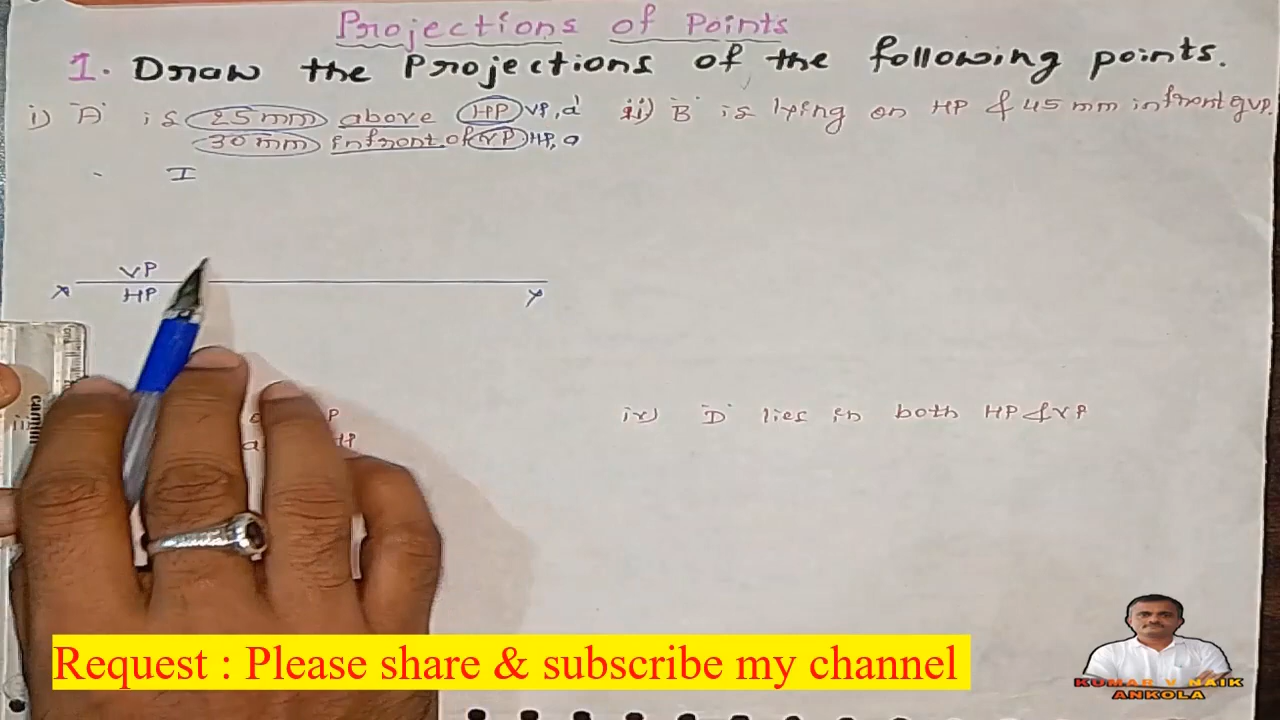 Projections of Points
1. Draw the Projections of the following points.
i) A is 25 mm above HP VP, a'
30 mm infront of VP HP, a
ii) B is lying on HP & 45 mm infront of VP.
I
VP
X HP Y
iv) D lies in both HP & VP
Request : Please share & subscribe my channel
KUMAR V NAIK
ANKOLA